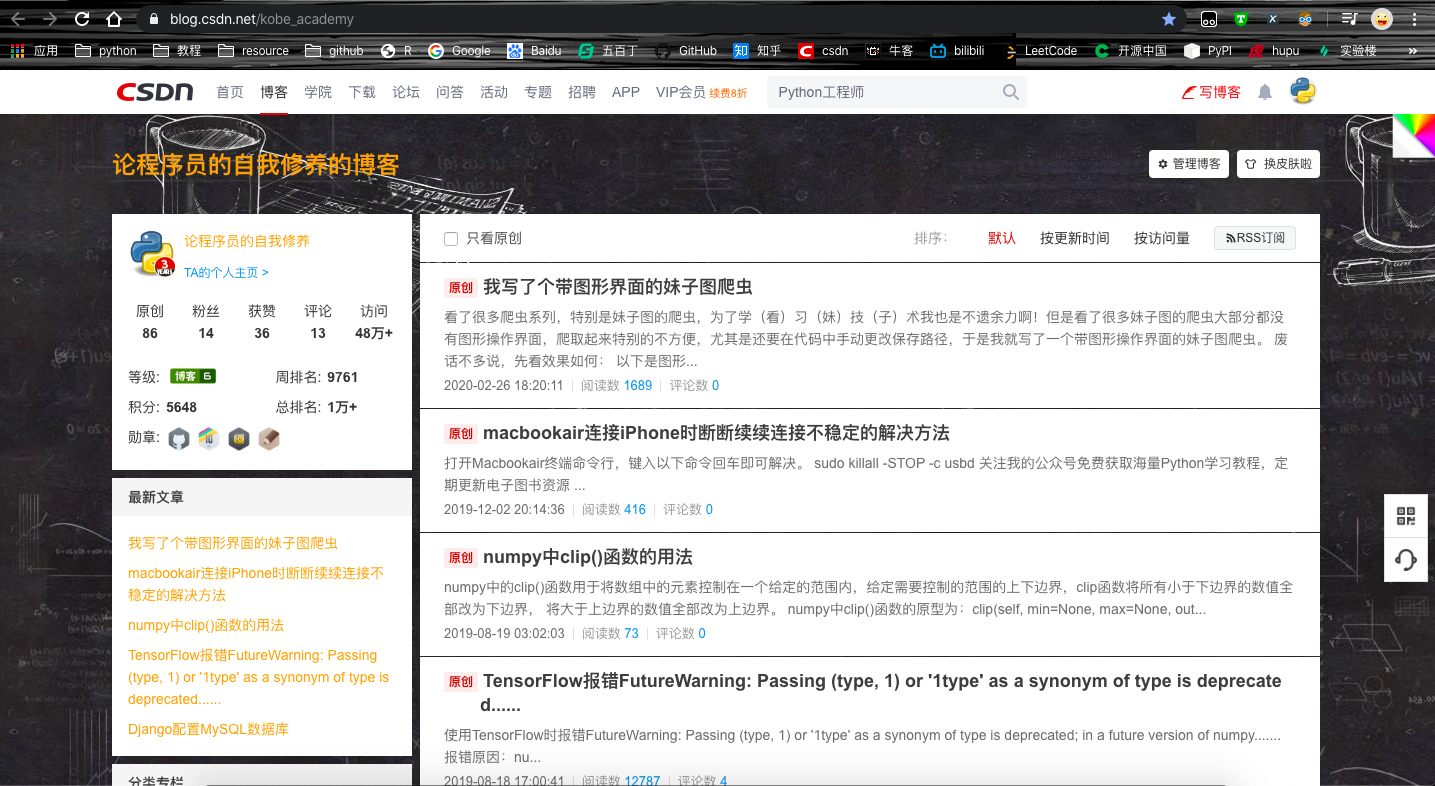 blog.csdn.net/kobe_academy
应用 python 教程 resource github R Google Baidu 五百丁 GitHub 知乎 csdn 牛客 bilibili LeetCode 开源中国 PyPI hupu 实验楼 »
CSDN 首页 博客 学院 下载 论坛 问答 活动 专题 招聘 APP VIP会员 续费8折 Python工程师 写博客
论程序员的自我修养的博客
管理博客 换皮肤啦
论程序员的自我修养
TA的个人主页 >
原创 粉丝 获赞 评论 访问
86 14 36 13 48万+
等级: 博客 6 周排名: 9761
积分: 5648 总排名: 1万+
勋章:
最新文章
我写了个带图形界面的妹子图爬虫
macbookair连接iPhone时断断续续连接不
稳定的解决方法
numpy中clip()函数的用法
TensorFlow报错FutureWarning: Passing
(type, 1) or '1type' as a synonym of type is
deprecated......
Django配置MySQL数据库
分类专栏
只看原创 排序: 默认 按更新时间 按访问量 RSS订阅
原创 我写了个带图形界面的妹子图爬虫
看了很多爬虫系列，特别是妹子图的爬虫，为了学（看）习（妹）技（子）术我也是不遗余力啊！但是看了很多妹子图的爬虫大部分都没
有图形操作界面，爬取起来特别的不方便，尤其是还要在代码中手动更改保存路径，于是我就写了一个带图形操作界面的妹子图爬虫。 废
话不多说，先看效果如何： 以下是图形...
2020-02-26 18:20:11 阅读数 1689 评论数 0
原创 macbookair连接iPhone时断断续续连接不稳定的解决方法
打开Macbookair终端命令行，键入以下命令回车即可解决。 sudo killall -STOP -c usbd 关注我的公众号免费获取海量Python学习教程，定
期更新电子图书资源 ...
2019-12-02 20:14:36 阅读数 416 评论数 0
原创 numpy中clip()函数的用法
numpy中的clip()函数用于将数组中的元素控制在一个给定的范围内，给定需要控制的范围的上下边界，clip函数将所有小于下边界的数值全
部改为下边界， 将大于上边界的数值全部改为上边界。 numpy中clip()函数的原型为：clip(self, min=None, max=None, out...
2019-08-19 03:02:03 阅读数 73 评论数 0
原创 TensorFlow报错FutureWarning: Passing (type, 1) or '1type' as a synonym of type is deprecate
d......
使用TensorFlow时报错FutureWarning: Passing (type, 1) or '1type' as a synonym of type is deprecated; in a future version of numpy.......
报错原因：nu...
2019-08-18 17:00:41 阅读数 12787 评论数 4